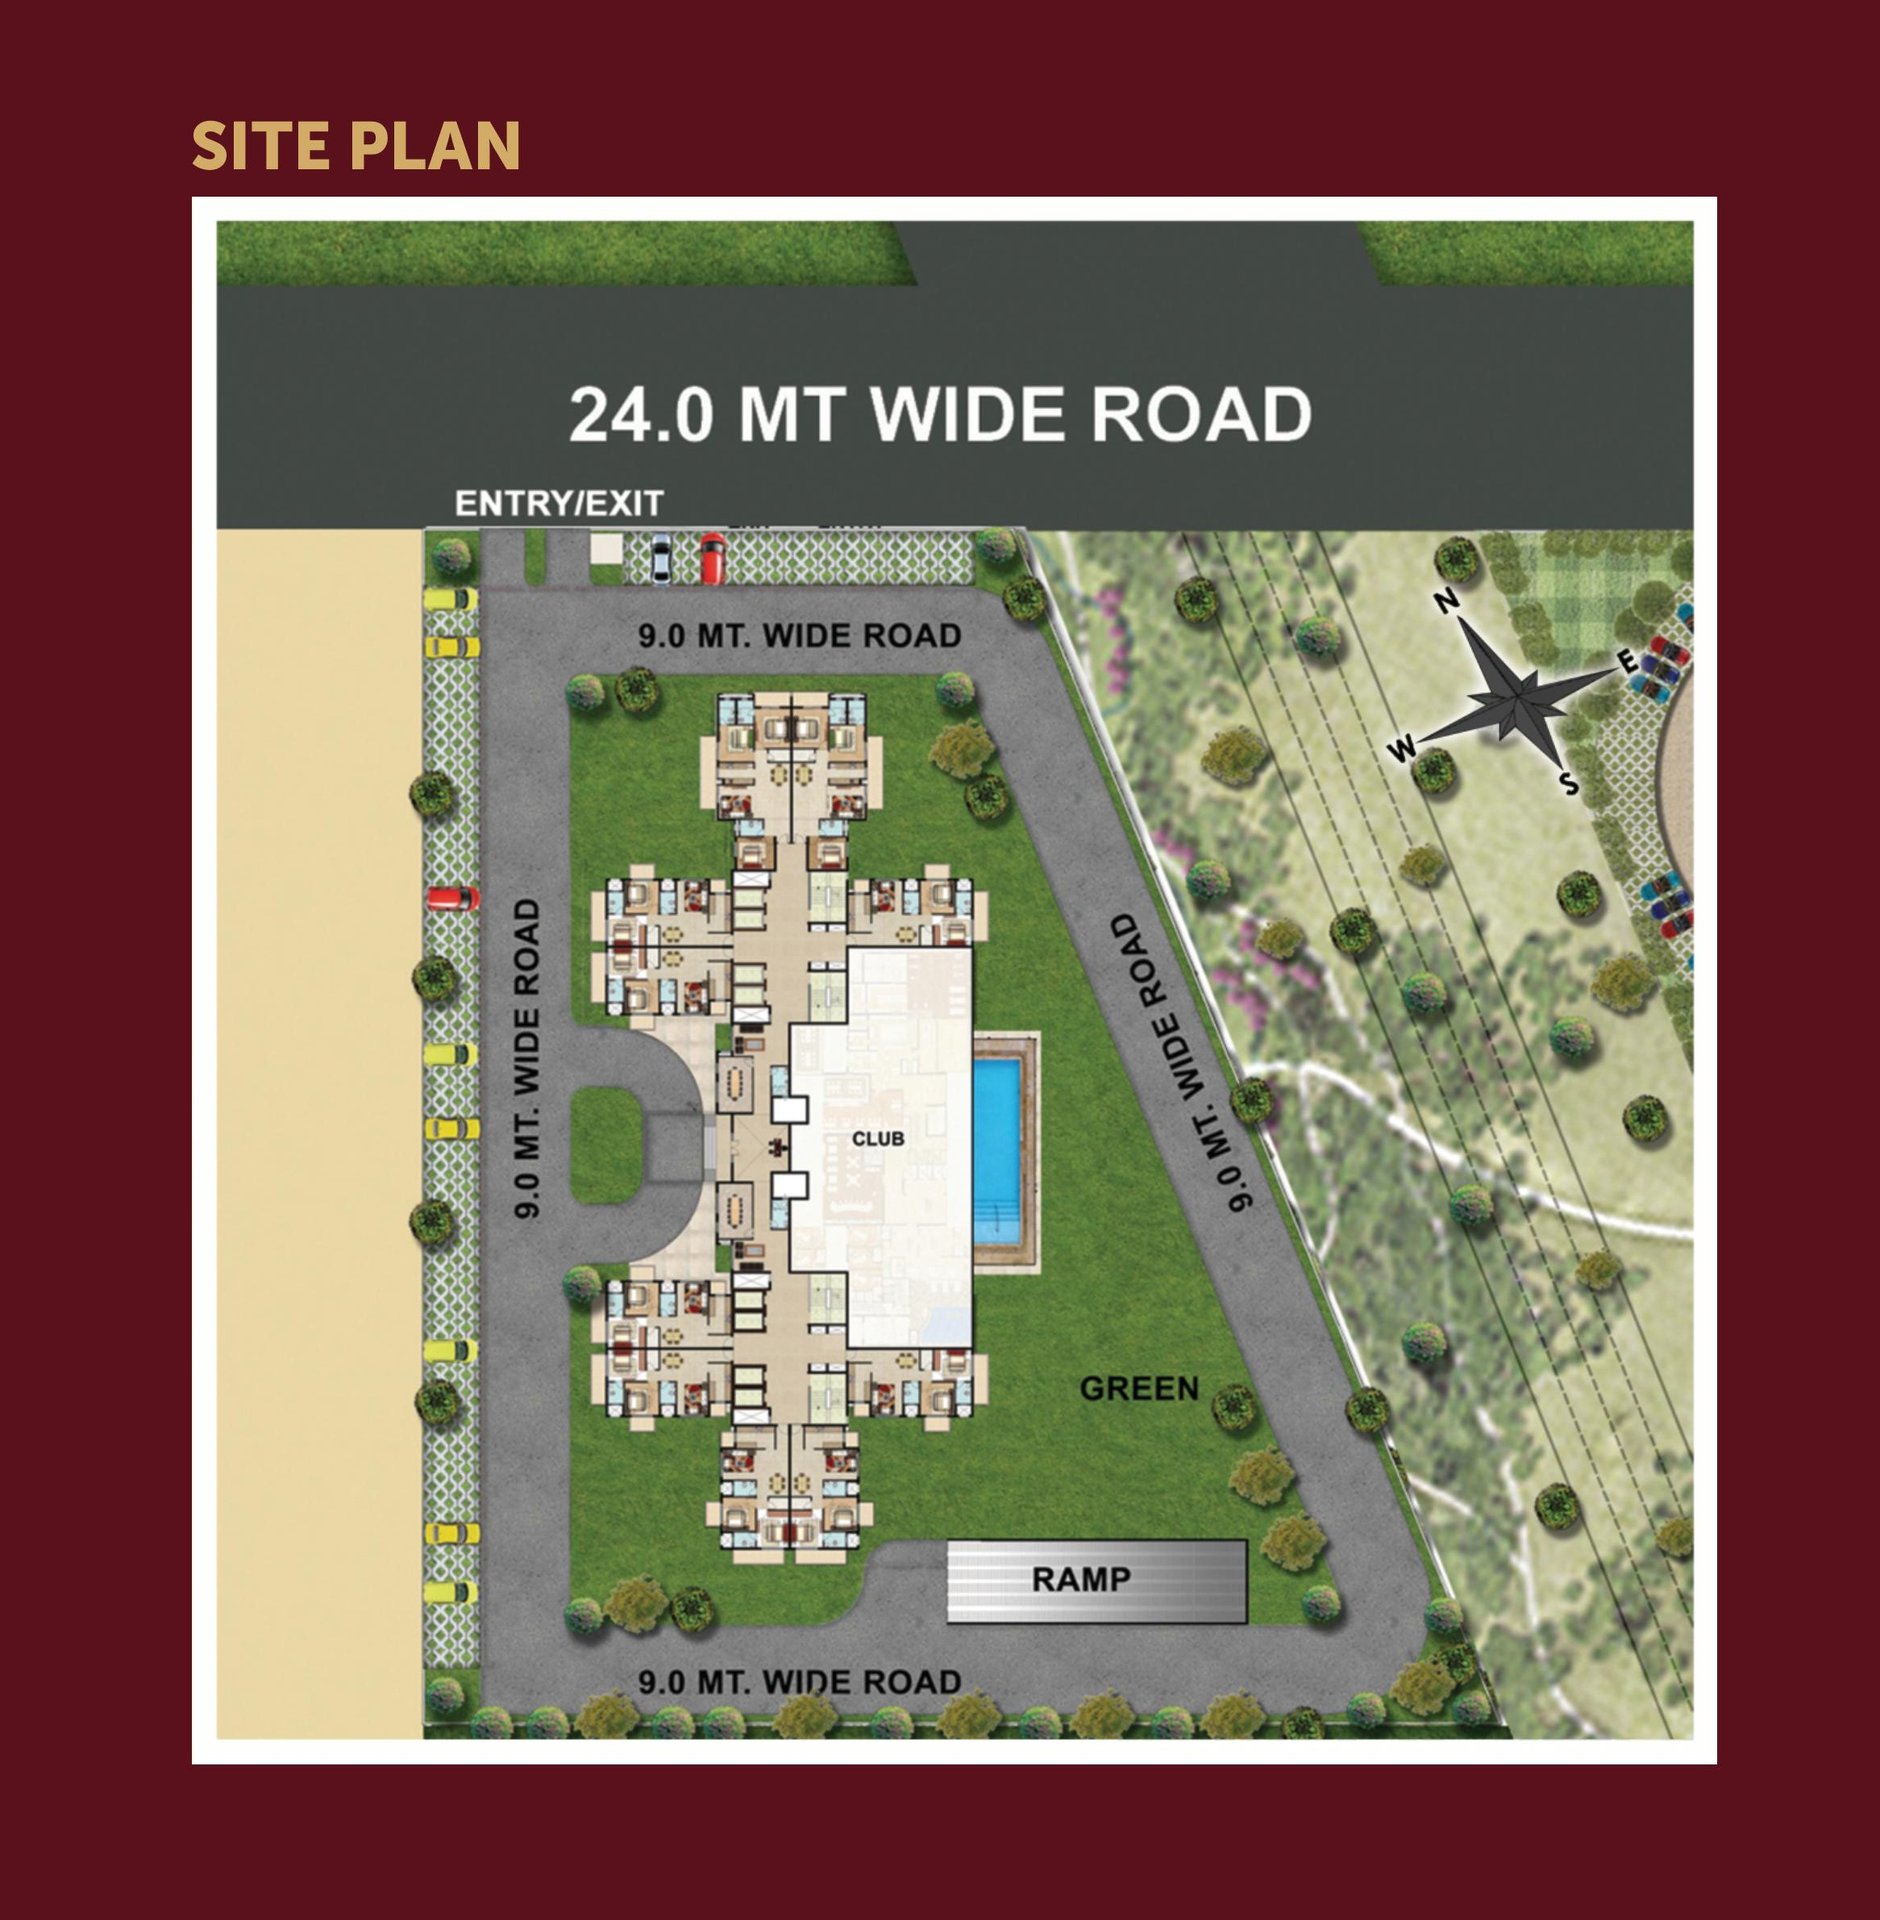 SITE PLAN
24.0 MT WIDE ROAD
ENTRY/EXIT
9.0 MT. WIDE ROAD
N
E
W
S
9.0 MT. WIDE ROAD
9.0 MT. WIDE ROAD
CLUB
GREEN
RAMP
9.0 MT. WIDE ROAD